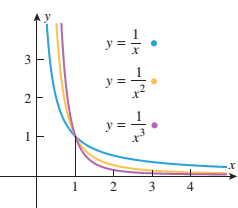 y
y = 1/x
3
y = 1/x²
2
y = 1/x³
1
x
1 2 3 4